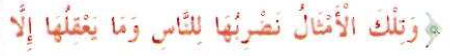 ﴿ وَتِلْكَ الْأَمْثَالُ نَضْرِبُهَا لِلنَّاسِ وَمَا يَعْقِلُهَا إِلَّا